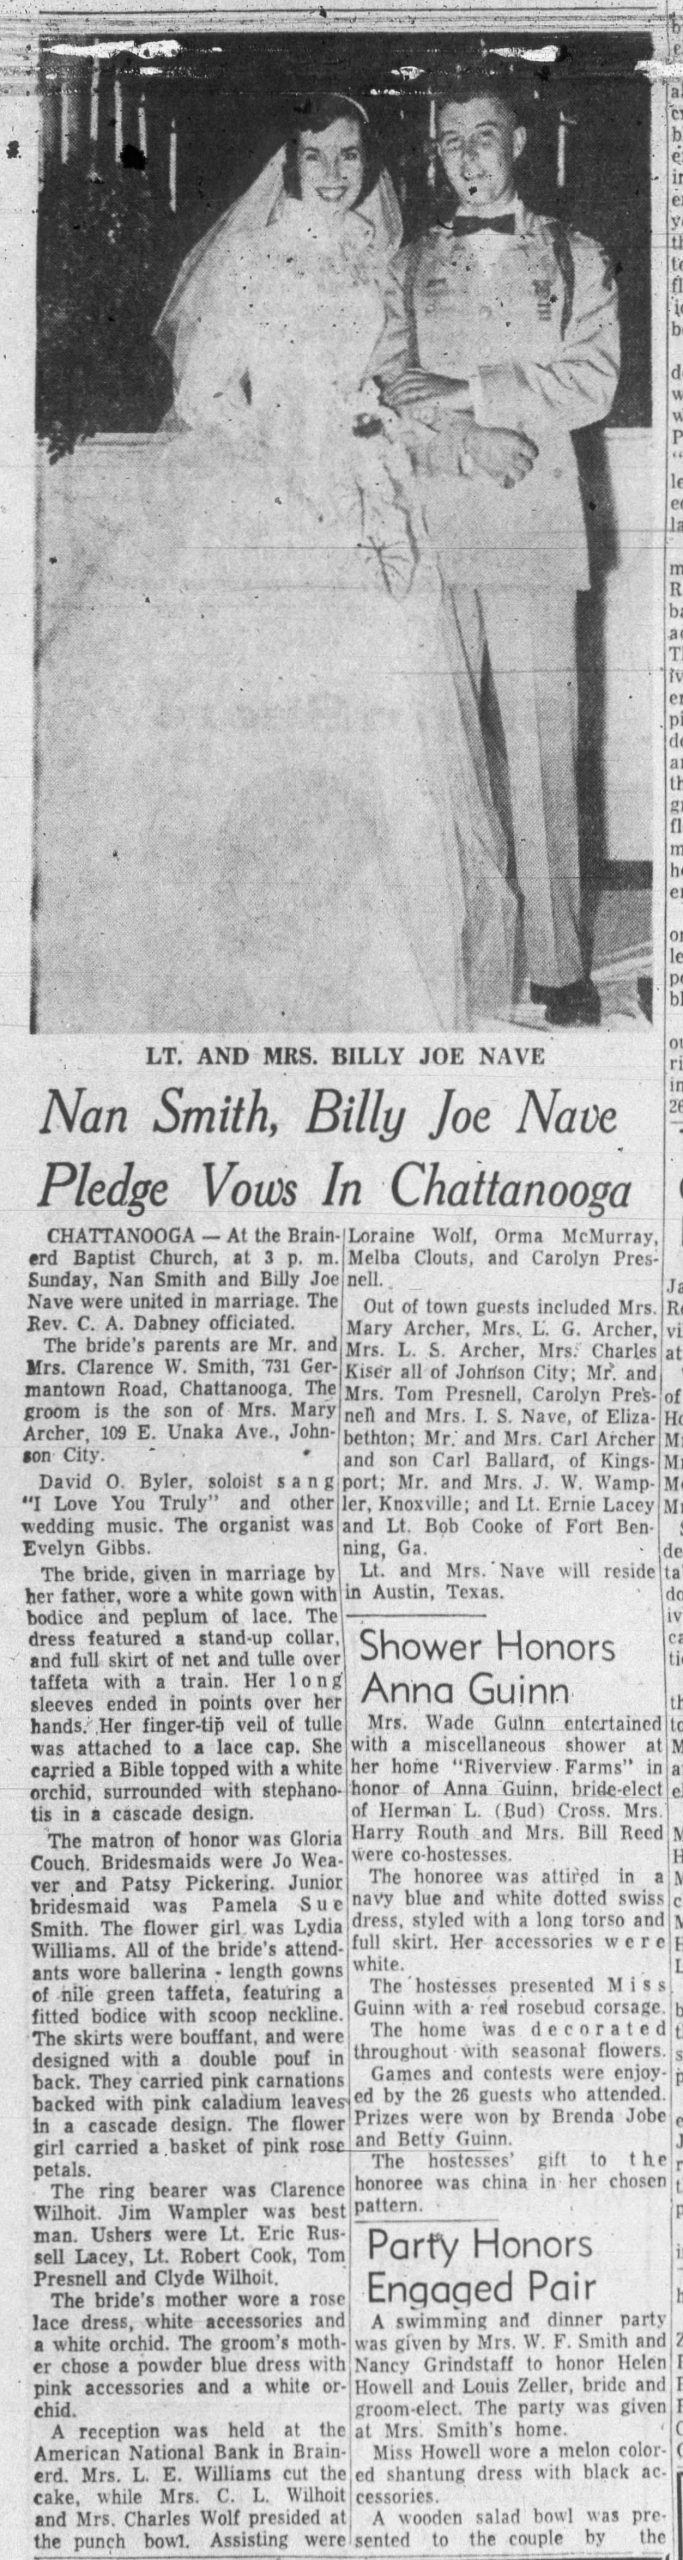 LT. AND MRS. BILLY JOE NAVE
Nan Smith, Billy Joe Nave
Pledge Vows In Chattanooga
CHATTANOOGA — At the Brain-
erd Baptist Church, at 3 p. m.
Sunday, Nan Smith and Billy Joe
Nave were united in marriage. The
Rev. C. A. Dabney officiated.
The bride's parents are Mr. and
Mrs. Clarence W. Smith, 731 Ger-
mantown Road, Chattanooga. The
groom is the son of Mrs. Mary
Archer, 109 E. Unaka Ave., John-
son City.
David O. Byler, soloist sang
"I Love You Truly" and other
wedding music. The organist was
Evelyn Gibbs.
The bride, given in marriage by
her father, wore a white gown with
bodice and peplum of lace. The
dress featured a stand-up collar,
and full skirt of net and tulle over
taffeta with a train. Her long
sleeves ended in points over her
hands. Her finger-tip veil of tulle
was attached to a lace cap. She
carried a Bible topped with a white
orchid, surrounded with stephano-
tis in a cascade design.
The matron of honor was Gloria
Couch. Bridesmaids were Jo Wea-
ver and Patsy Pickering. Junior
bridesmaid was Pamela Sue
Smith. The flower girl was Lydia
Williams. All of the bride's attend-
ants wore ballerina - length gowns
of nile green taffeta, featuring a
fitted bodice with scoop neckline.
The skirts were bouffant, and were
designed with a double pouf in
back. They carried pink carnations
backed with pink caladium leaves
in a cascade design. The flower
girl carried a basket of pink rose
petals.
The ring bearer was Clarence
Wilhoit. Jim Wampler was best
man. Ushers were Lt. Eric Rus-
sell Lacey, Lt. Robert Cook, Tom
Presnell and Clyde Wilhoit.
The bride's mother wore a rose
lace dress, white accessories and
a white orchid. The groom's moth-
er chose a powder blue dress with
pink accessories and a white or-
chid.
A reception was held at the
American National Bank in Brain-
erd. Mrs. L. E. Williams cut the
cake, while Mrs. C. L. Wilhoit
and Mrs. Charles Wolf presided at
the punch bowl. Assisting were
Loraine Wolf, Orma McMurray,
Melba Clouts, and Carolyn Pres-
nell.
Out of town guests included Mrs.
Mary Archer, Mrs. L. G. Archer,
Mrs. L. S. Archer, Mrs. Charles
Kiser all of Johnson City; Mr. and
Mrs. Tom Presnell, Carolyn Pres-
nell and Mrs. I. S. Nave, of Eliza-
bethton; Mr. and Mrs. Carl Archer
and son Carl Ballard, of Kings-
port; Mr. and Mrs. J. W. Wamp-
ler, Knoxville; and Lt. Ernie Lacey
and Lt. Bob Cooke of Fort Ben-
ning, Ga.
Lt. and Mrs. Nave will reside
in Austin, Texas.
Shower Honors
Anna Guinn
Mrs. Wade Guinn entertained
with a miscellaneous shower at
her home "Riverview Farms" in
honor of Anna Guinn, bride-elect
of Herman L. (Bud) Cross. Mrs.
Harry Routh and Mrs. Bill Reed
were co-hostesses.
The honoree was attired in a
navy blue and white dotted swiss
dress, styled with a long torso and
full skirt. Her accessories were
white.
The hostesses presented Miss
Guinn with a red rosebud corsage.
The home was decorated
throughout with seasonal flowers.
Games and contests were enjoy-
ed by the 26 guests who attended.
Prizes were won by Brenda Jobe
and Betty Guinn.
The hostesses' gift to the
honoree was china in her chosen
pattern.
Party Honors
Engaged Pair
A swimming and dinner party
was given by Mrs. W. F. Smith and
Nancy Grindstaff to honor Helen
Howell and Louis Zeller, bride and
groom-elect. The party was given
at Mrs. Smith's home.
Miss Howell wore a melon color-
ed shantung dress with black ac-
cessories.
A wooden salad bowl was pre-
sented to the couple by the